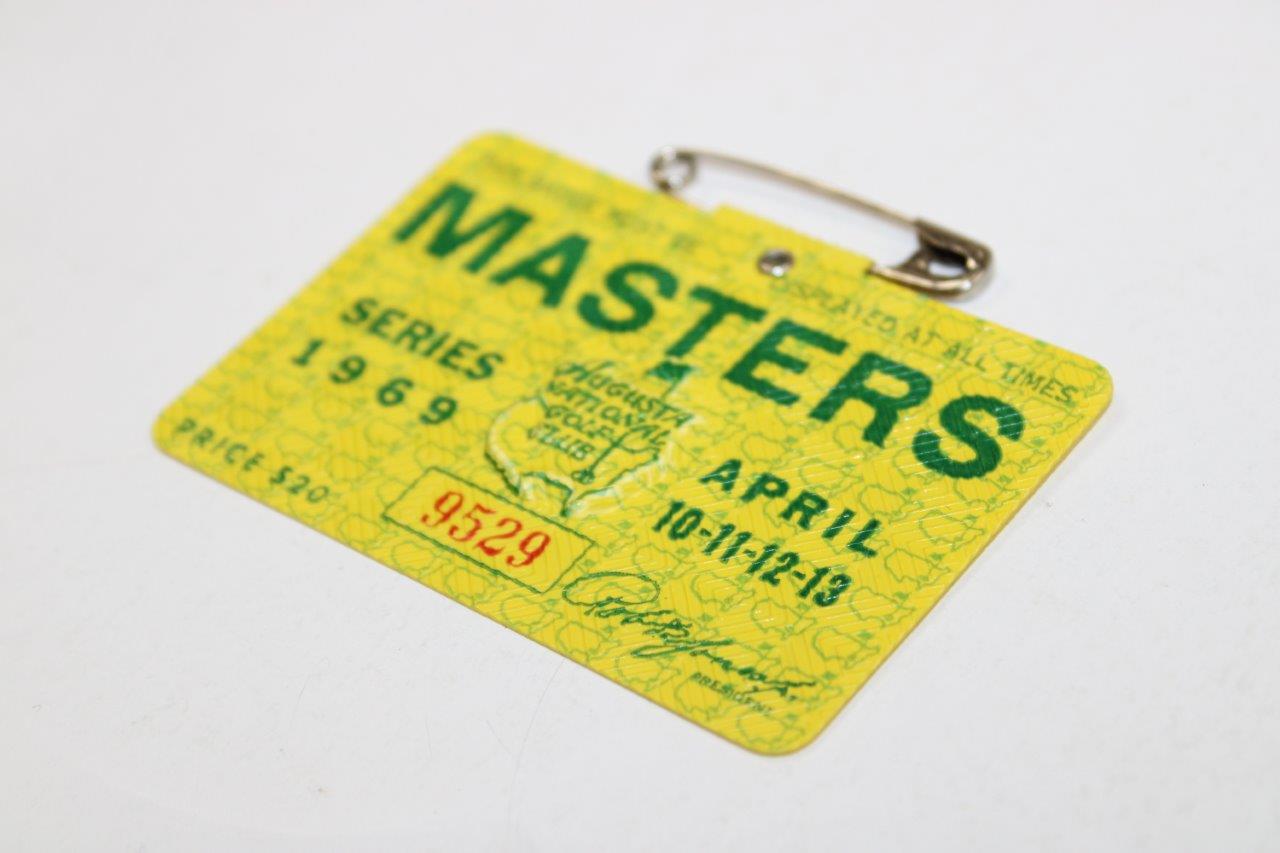 THIS BADGE MUST BE DISPLAYED AT ALL TIMES
MASTERS
SERIES
1969
AUGUSTA
NATIONAL
GOLF
CLUB
APRIL
10-11-12-13
PRICE $20
9529
PRESIDENT